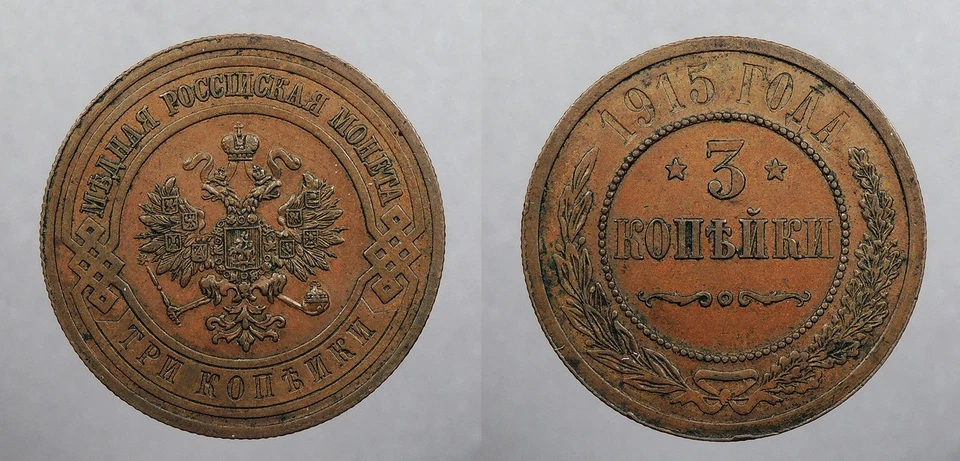 МѢДНАЯ РОССІЙСКАЯ МОНЕТА
ТРИ КОПѢЙКИ
1915 ГОДА
3
КОПѢЙКИ